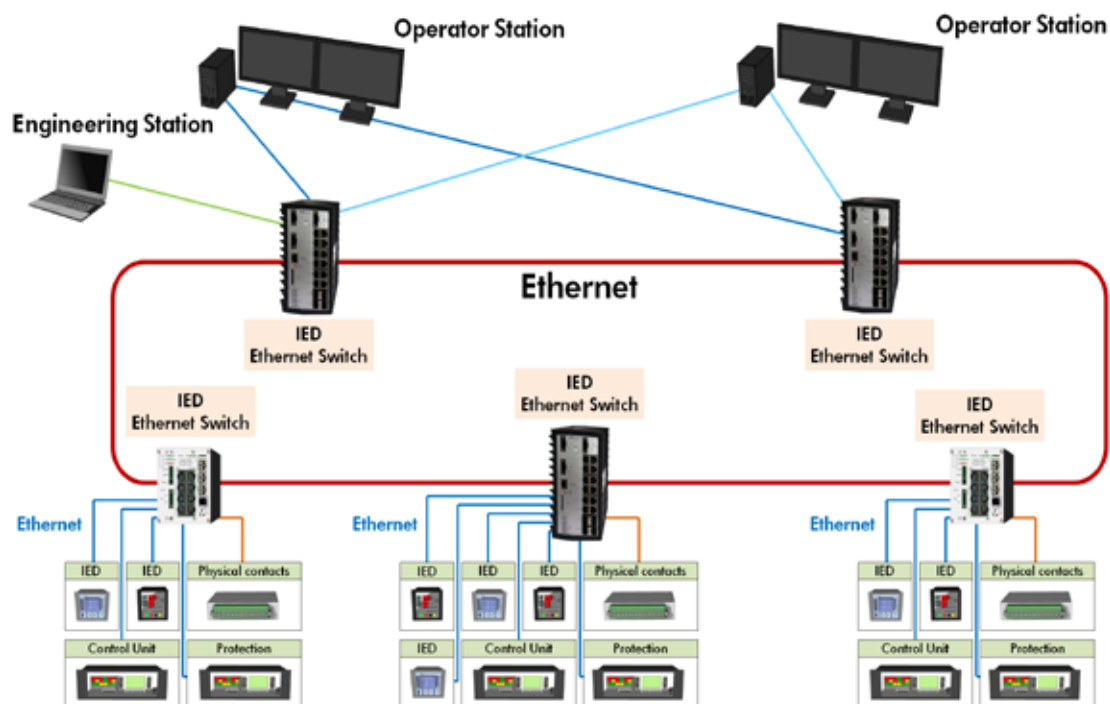 Operator Station
Operator Station
Engineering Station
Ethernet
IED
Ethernet Switch
IED
Ethernet Switch
IED
Ethernet Switch
IED
Ethernet Switch
IED
Ethernet Switch
Ethernet
Ethernet
Ethernet
IED
IED
Physical contacts
IED
IED
IED
Physical contacts
IED
IED
Physical contacts
Control Unit
Protection
IED
Control Unit
Protection
Control Unit
Protection